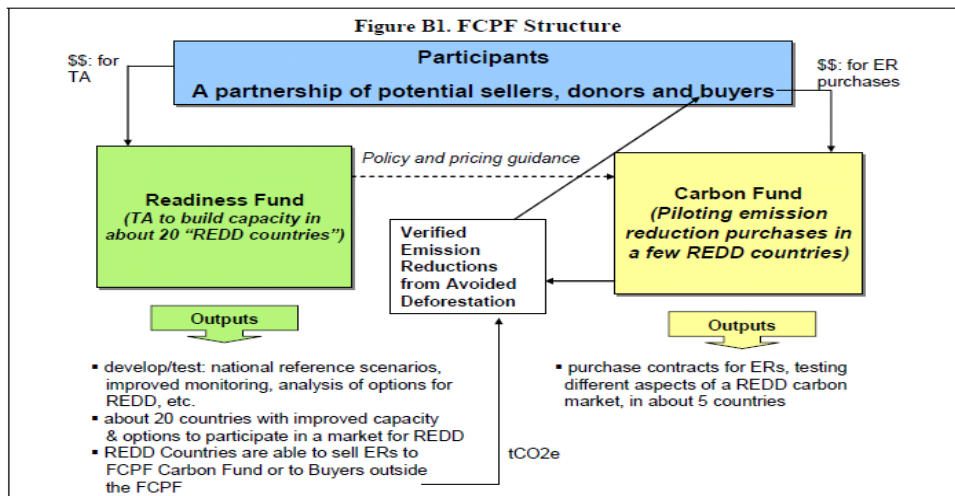 Figure B1. FCPF Structure
$$: for
TA
Participants
A partnership of potential sellers, donors and buyers
$$: for ER
purchases
Policy and pricing guidance
Readiness Fund
(TA to build capacity in
about 20 “REDD countries”)
Carbon Fund
(Piloting emission
reduction purchases in
a few REDD countries)
Verified
Emission
Reductions
from Avoided
Deforestation
Outputs
▪ develop/test: national reference scenarios,
improved monitoring, analysis of options for
REDD, etc.
▪ about 20 countries with improved capacity
& options to participate in a market for REDD
▪ REDD Countries are able to sell ERs to
FCPF Carbon Fund or to Buyers outside
the FCPF
tCO2e
Outputs
▪ purchase contracts for ERs, testing
different aspects of a REDD carbon
market, in about 5 countries